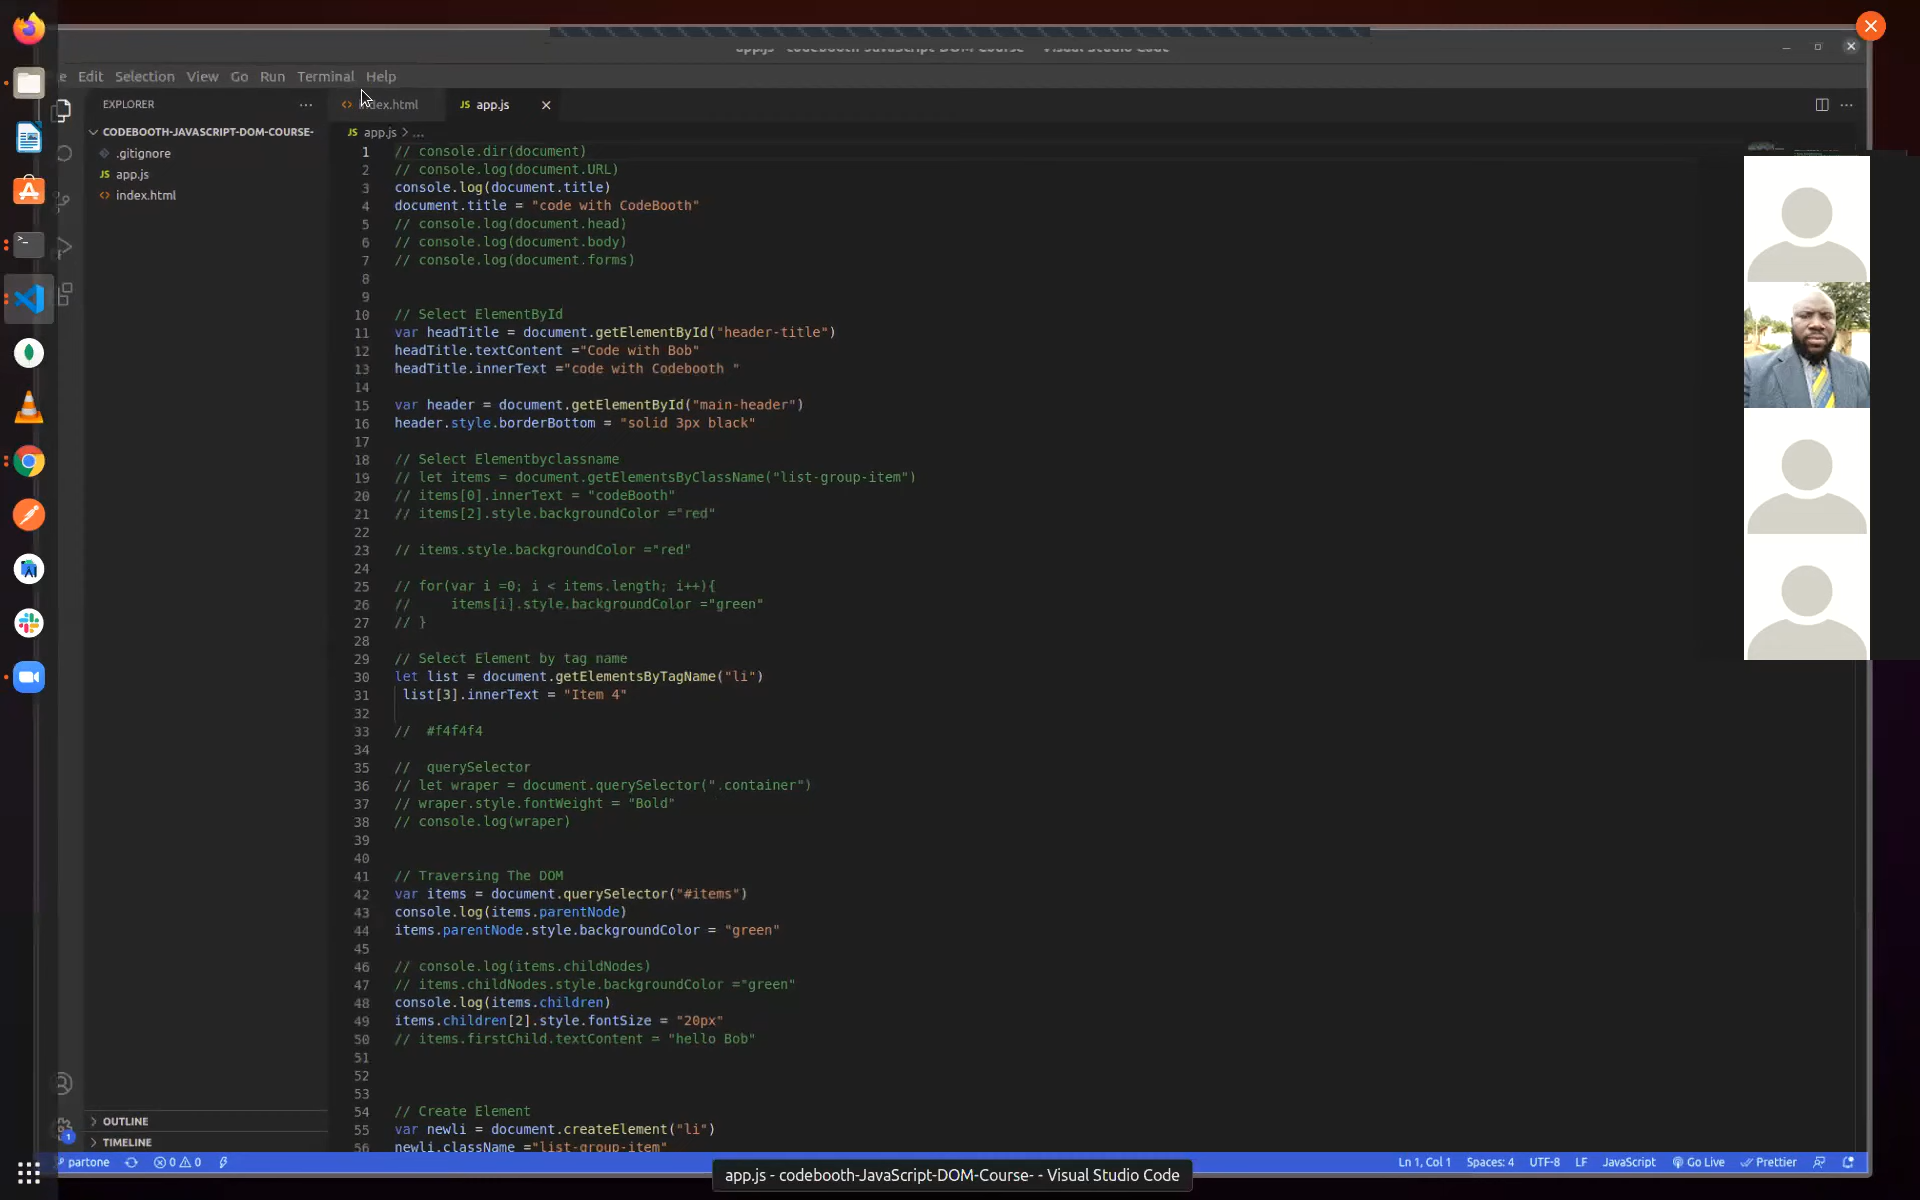 app.js - codebooth-JavaScript-DOM-Course- - Visual Studio Code
Edit Selection View Go Run Terminal Help
EXPLORER
index.html
JS app.js
CODEBOOTH-JAVASCRIPT-DOM-COURSE-
JS app.js > ...
.gitignore
JS app.js
index.html
1 // console.dir(document)
2 // console.log(document.URL)
3 console.log(document.title)
4 document.title = "code with CodeBooth"
5 // console.log(document.head)
6 // console.log(document.body)
7 // console.log(document.forms)
8
9
10 // Select ElementById
11 var headTitle = document.getElementById("header-title")
12 headTitle.textContent ="Code with Bob"
13 headTitle.innerText ="code with Codebooth "
14
15 var header = document.getElementById("main-header")
16 header.style.borderBottom = "solid 3px black"
17
18 // Select Elementbyclassname
19 // let items = document.getElementsByClassName("list-group-item")
20 // items[0].innerText = "codeBooth"
21 // items[2].style.backgroundColor ="red"
22
23 // items.style.backgroundColor ="red"
24
25 // for(var i =0; i < items.length; i++){
26 //     items[i].style.backgroundColor ="green"
27 // }
28
29 // Select Element by tag name
30 let list = document.getElementsByTagName("li")
31  list[3].innerText = "Item 4"
32
33 //  #f4f4f4
34
35 //  querySelector
36 // let wraper = document.querySelector(".container")
37 // wraper.style.fontWeight = "Bold"
38 // console.log(wraper)
39
40
41 // Traversing The DOM
42 var items = document.querySelector("#items")
43 console.log(items.parentNode)
44 items.parentNode.style.backgroundColor = "green"
45
46 // console.log(items.childNodes)
47 // items.childNodes.style.backgroundColor ="green"
48 console.log(items.children)
49 items.children[2].style.fontSize = "20px"
50 // items.firstChild.textContent = "hello Bob"
51
52
53
54 // Create Element
55 var newli = document.createElement("li")
56 newli.className ="list-group-item"
OUTLINE
TIMELINE
1
partone
0 0
Ln 1, Col 1
Spaces: 4
UTF-8
LF
JavaScript
Go Live
Prettier
app.js - codebooth-JavaScript-DOM-Course- - Visual Studio Code